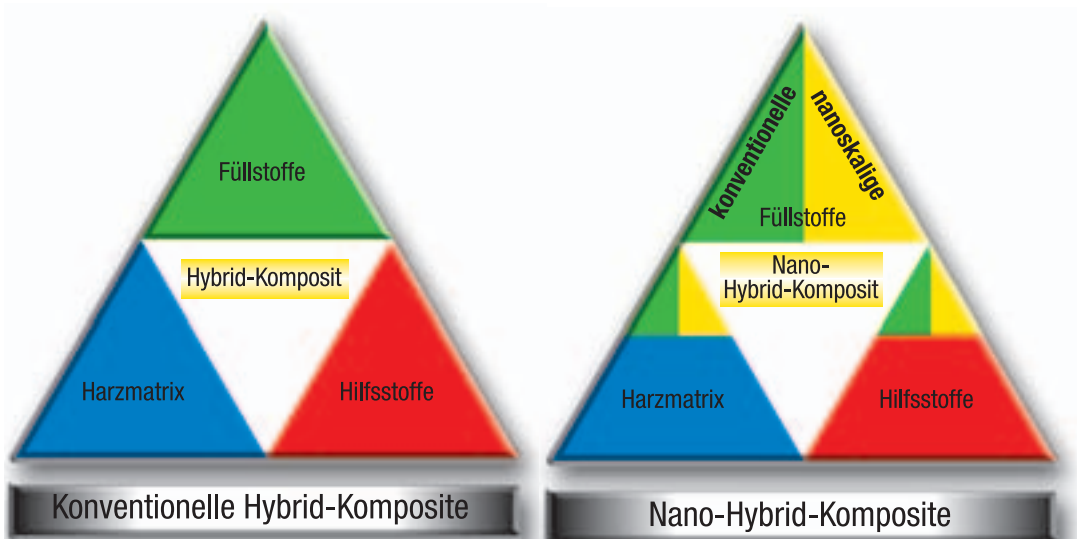 Füllstoffe
Hybrid-Komposit
Harzmatrix
Hilfsstoffe
Konventionelle Hybrid-Komposite
konventionelle
nanoskalige
Füllstoffe
Nano-
Hybrid-Komposit
Harzmatrix
Hilfsstoffe
Nano-Hybrid-Komposite